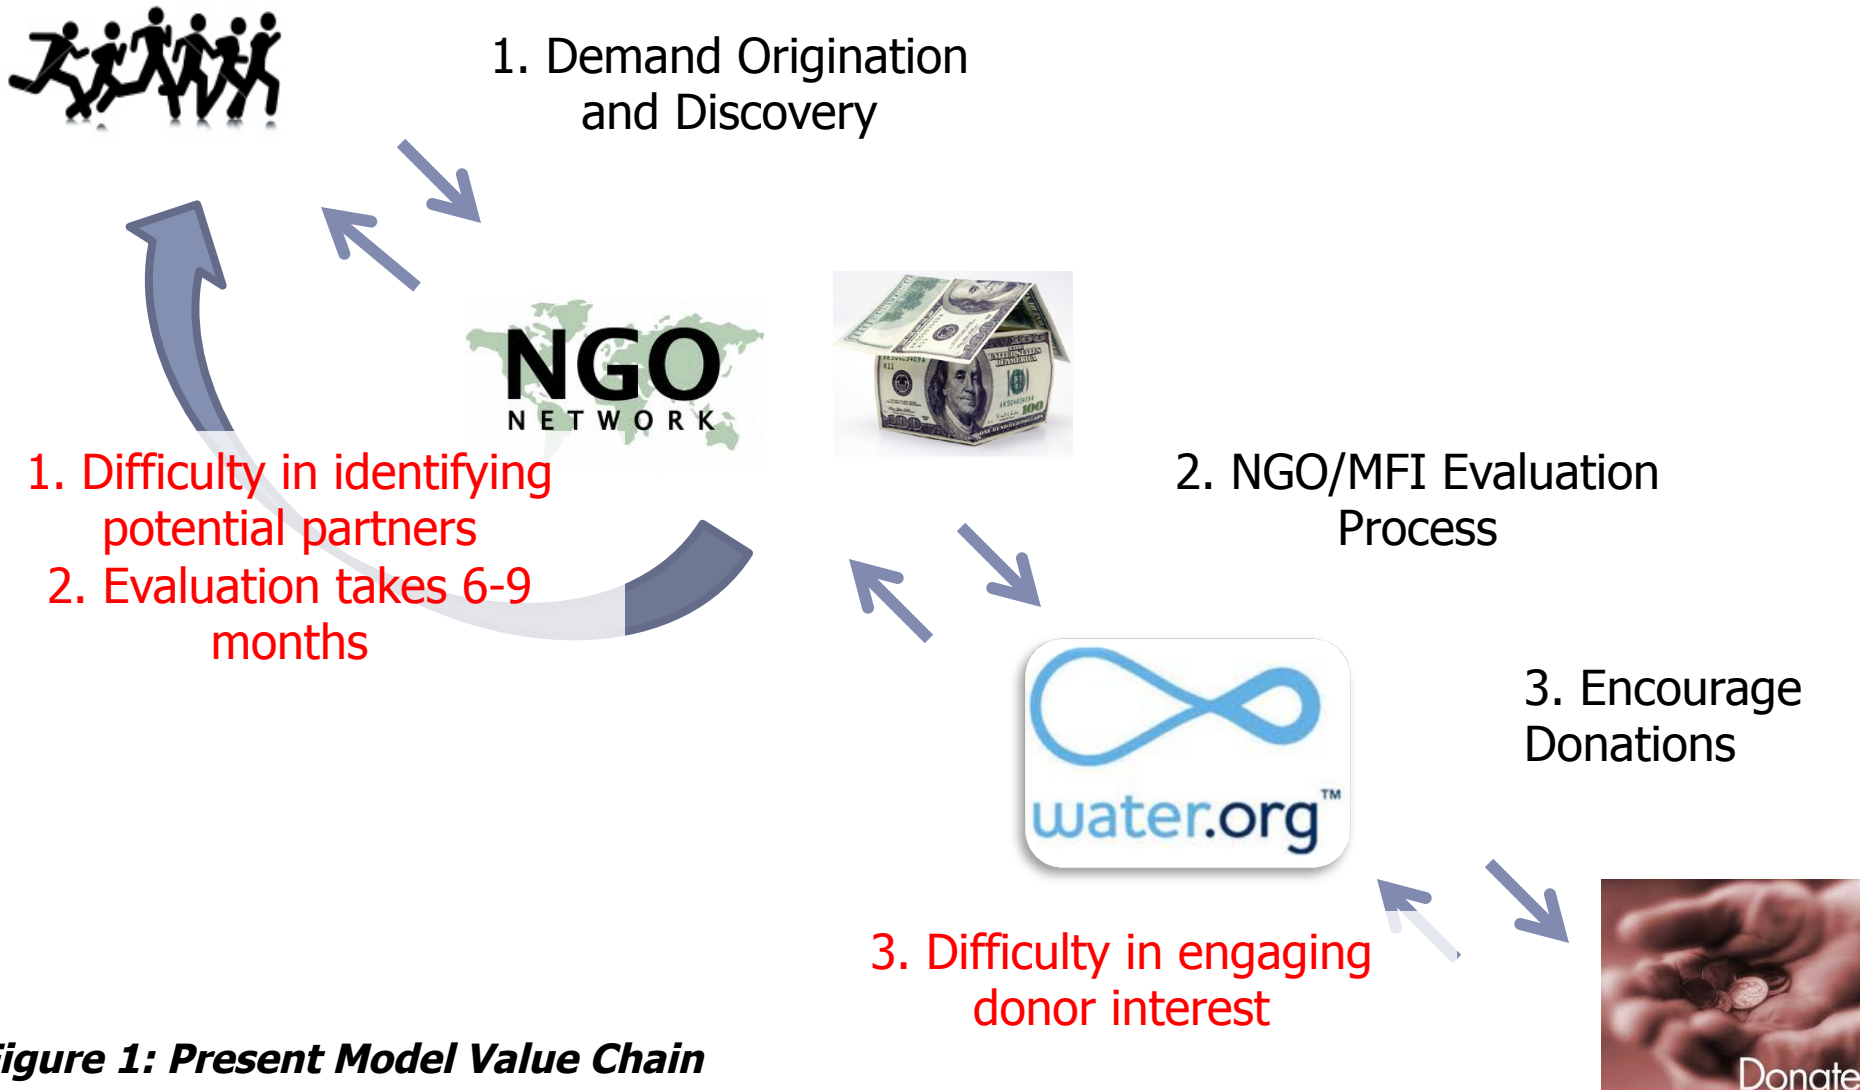 1. Demand Origination
and Discovery
NGO
NETWORK
100
1. Difficulty in identifying
potential partners
2. Evaluation takes 6-9
months
2. NGO/MFI Evaluation
Process
water.org™
3. Encourage
Donations
3. Difficulty in engaging
donor interest
igure 1: Present Model Value Chain
Donate